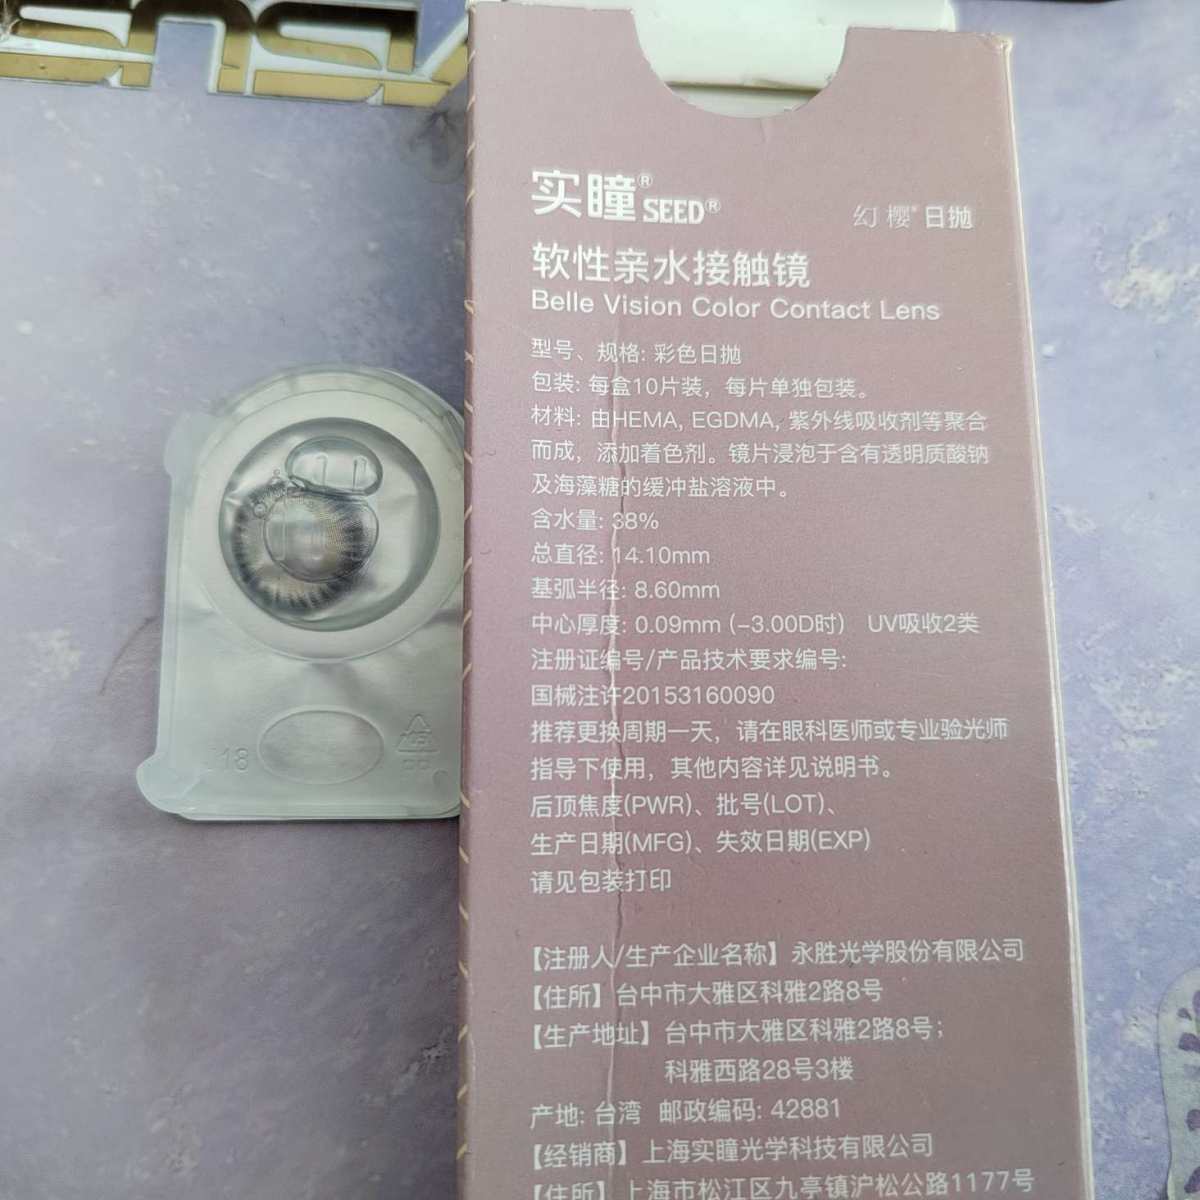 实瞳® SEED®
幻樱® 日抛
软性亲水接触镜
Belle Vision Color Contact Lens
型号、规格: 彩色日抛
包装: 每盒10片装，每片单独包装。
材料: 由HEMA, EGDMA, 紫外线吸收剂等聚合
而成，添加着色剂。镜片浸泡于含有透明质酸钠
及海藻糖的缓冲盐溶液中。
含水量: 38%
总直径: 14.10mm
基弧半径: 8.60mm
中心厚度: 0.09mm (-3.00D时)   UV吸收2类
注册证编号/产品技术要求编号:
国械注许20153160090
推荐更换周期一天，请在眼科医师或专业验光师
指导下使用，其他内容详见说明书。
后顶焦度(PWR)、批号(LOT)、
生产日期(MFG)、失效日期(EXP)
请见包装打印
【注册人/生产企业名称】永胜光学股份有限公司
【住所】台中市大雅区科雅2路8号
【生产地址】台中市大雅区科雅2路8号；
科雅西路28号3楼
产地: 台湾  邮政编码: 42881
【经销商】上海实瞳光学科技有限公司
【住所】上海市松江区九亭镇沪松公路1177号
18